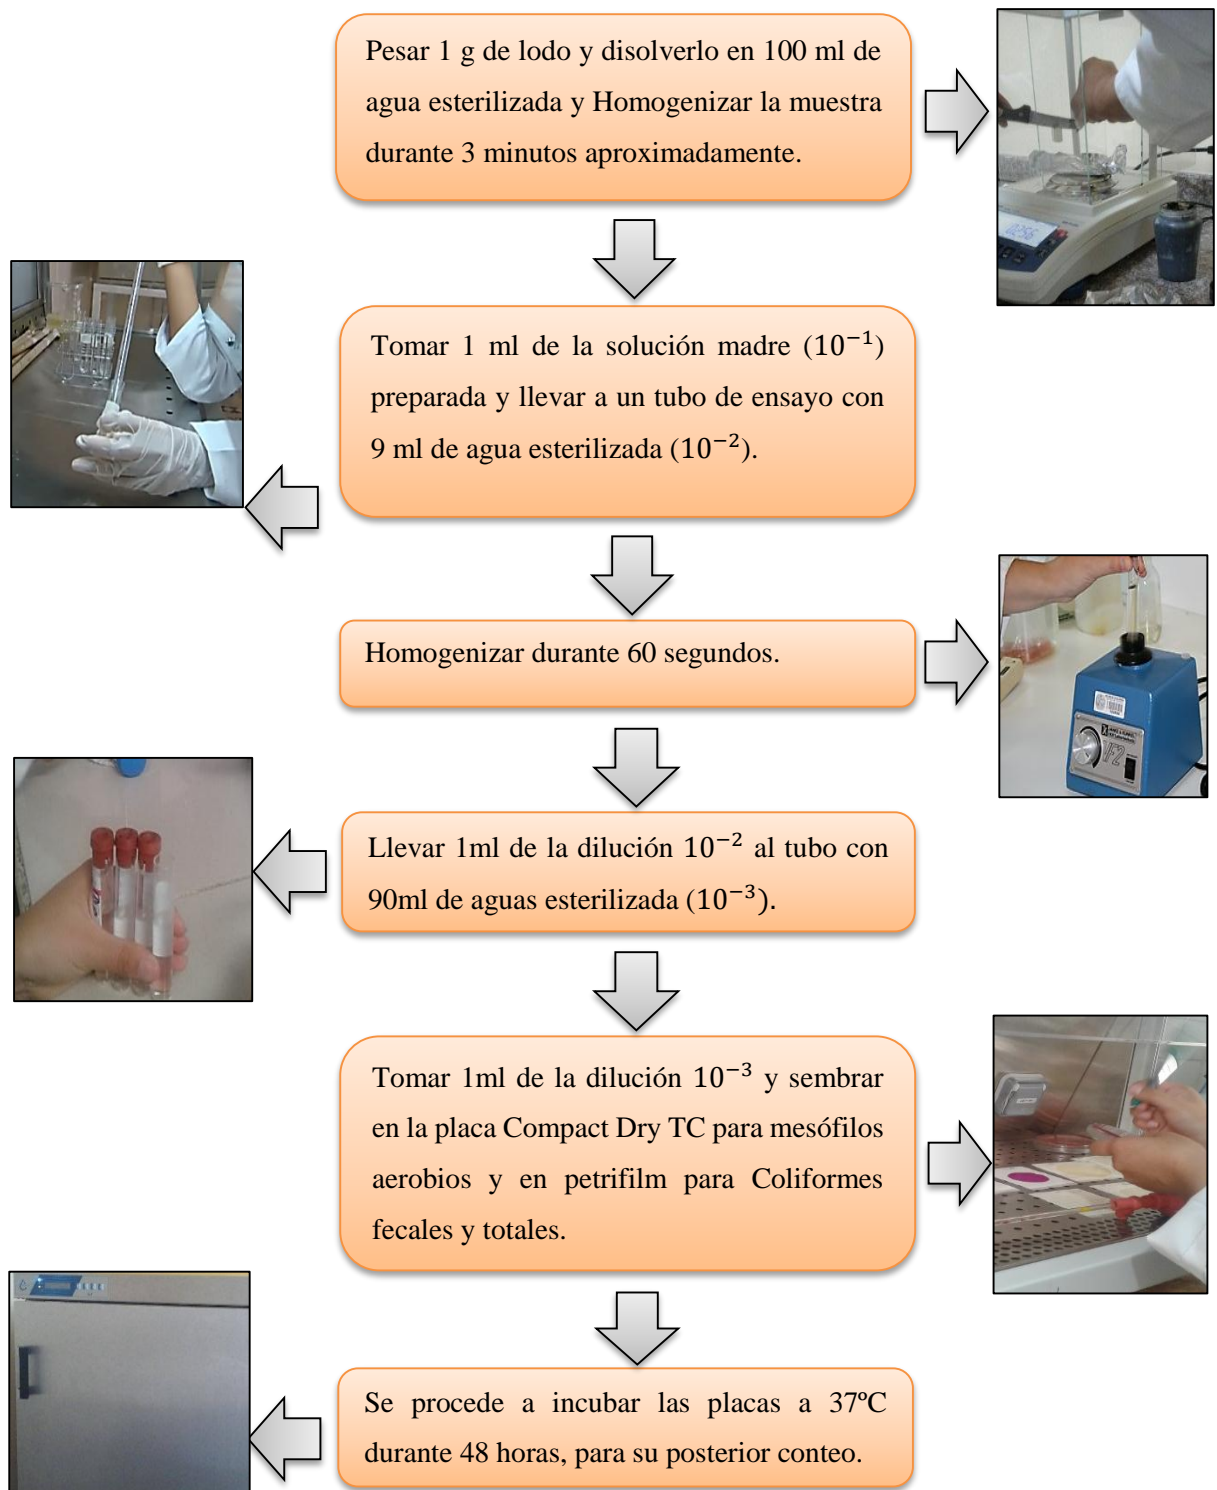 Pesar 1 g de lodo y disolverlo en 100 ml de
agua esterilizada y Homogenizar la muestra
durante 3 minutos aproximadamente.
Tomar 1 ml de la solución madre (10⁻¹)
preparada y llevar a un tubo de ensayo con
9 ml de agua esterilizada (10⁻²).
Homogenizar durante 60 segundos.
Llevar 1ml de la dilución 10⁻² al tubo con
90ml de aguas esterilizada (10⁻³).
Tomar 1ml de la dilución 10⁻³ y sembrar
en la placa Compact Dry TC para mesófilos
aerobios y en petrifilm para Coliformes
fecales y totales.
Se procede a incubar las placas a 37ºC
durante 48 horas, para su posterior conteo.